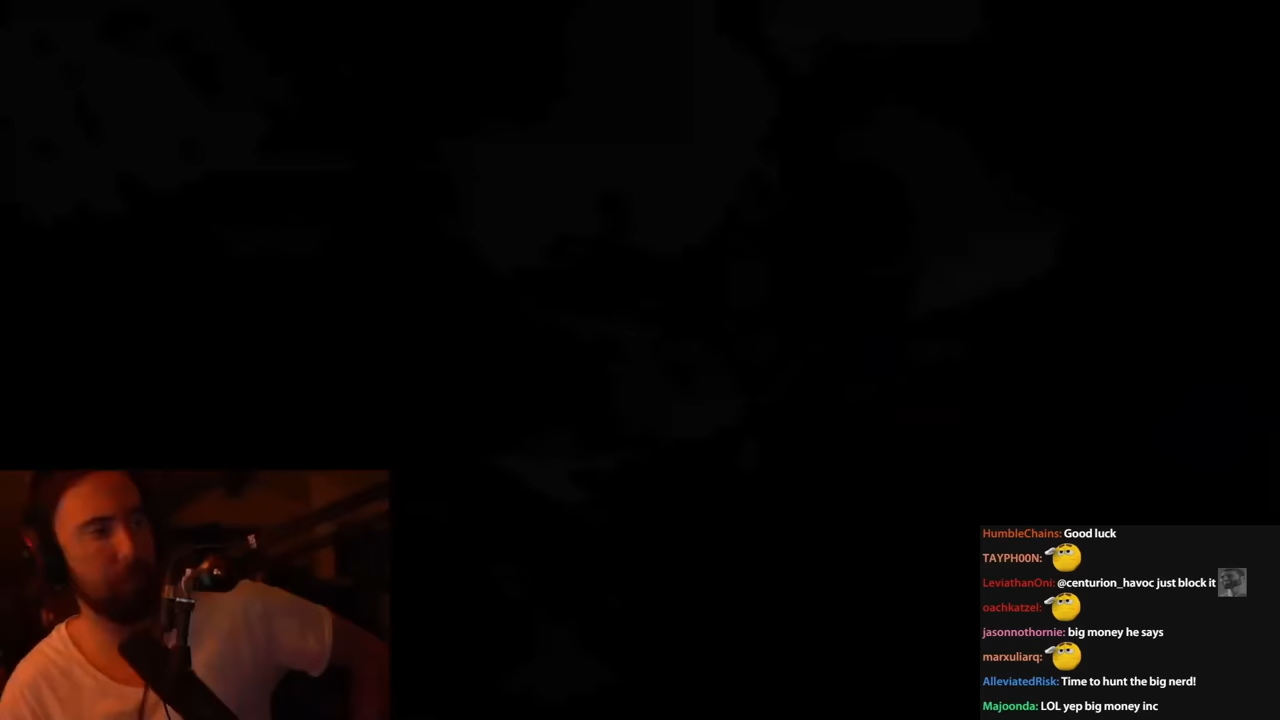 HumbleChains: Good luck
TAYPH00N:
LeviathanOni: @centurion_havoc just block it
oachkatzel:
jasonnothornie: big money he says
marxuliarq:
AlleviatedRisk: Time to hunt the big nerd!
Majoonda: LOL yep big money inc